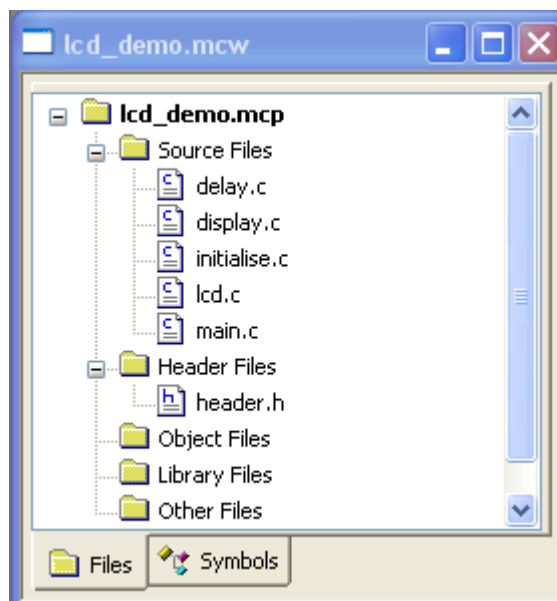 lcd_demo.mcw
lcd_demo.mcp
Source Files
delay.c
display.c
initialise.c
lcd.c
main.c
Header Files
header.h
Object Files
Library Files
Other Files
Files Symbols